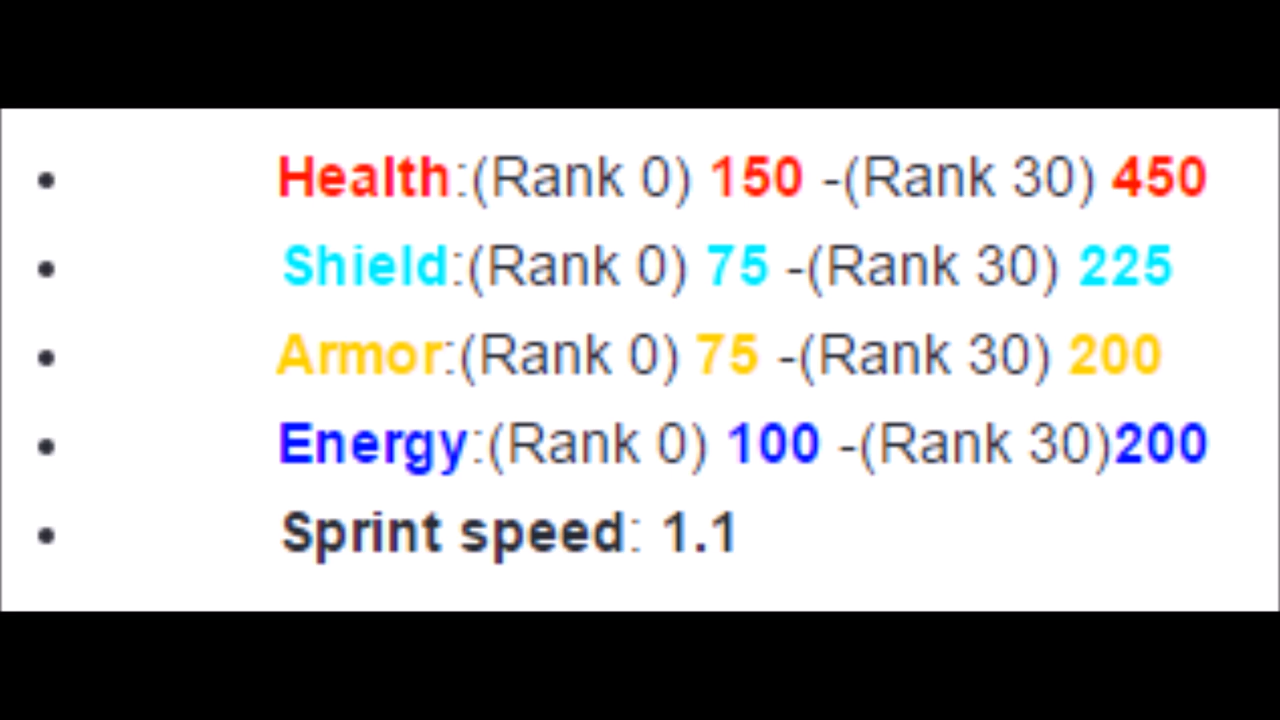 • Health:(Rank 0) 150 -(Rank 30) 450
• Shield:(Rank 0) 75 -(Rank 30) 225
• Armor:(Rank 0) 75 -(Rank 30) 200
• Energy:(Rank 0) 100 -(Rank 30)200
• Sprint speed: 1.1